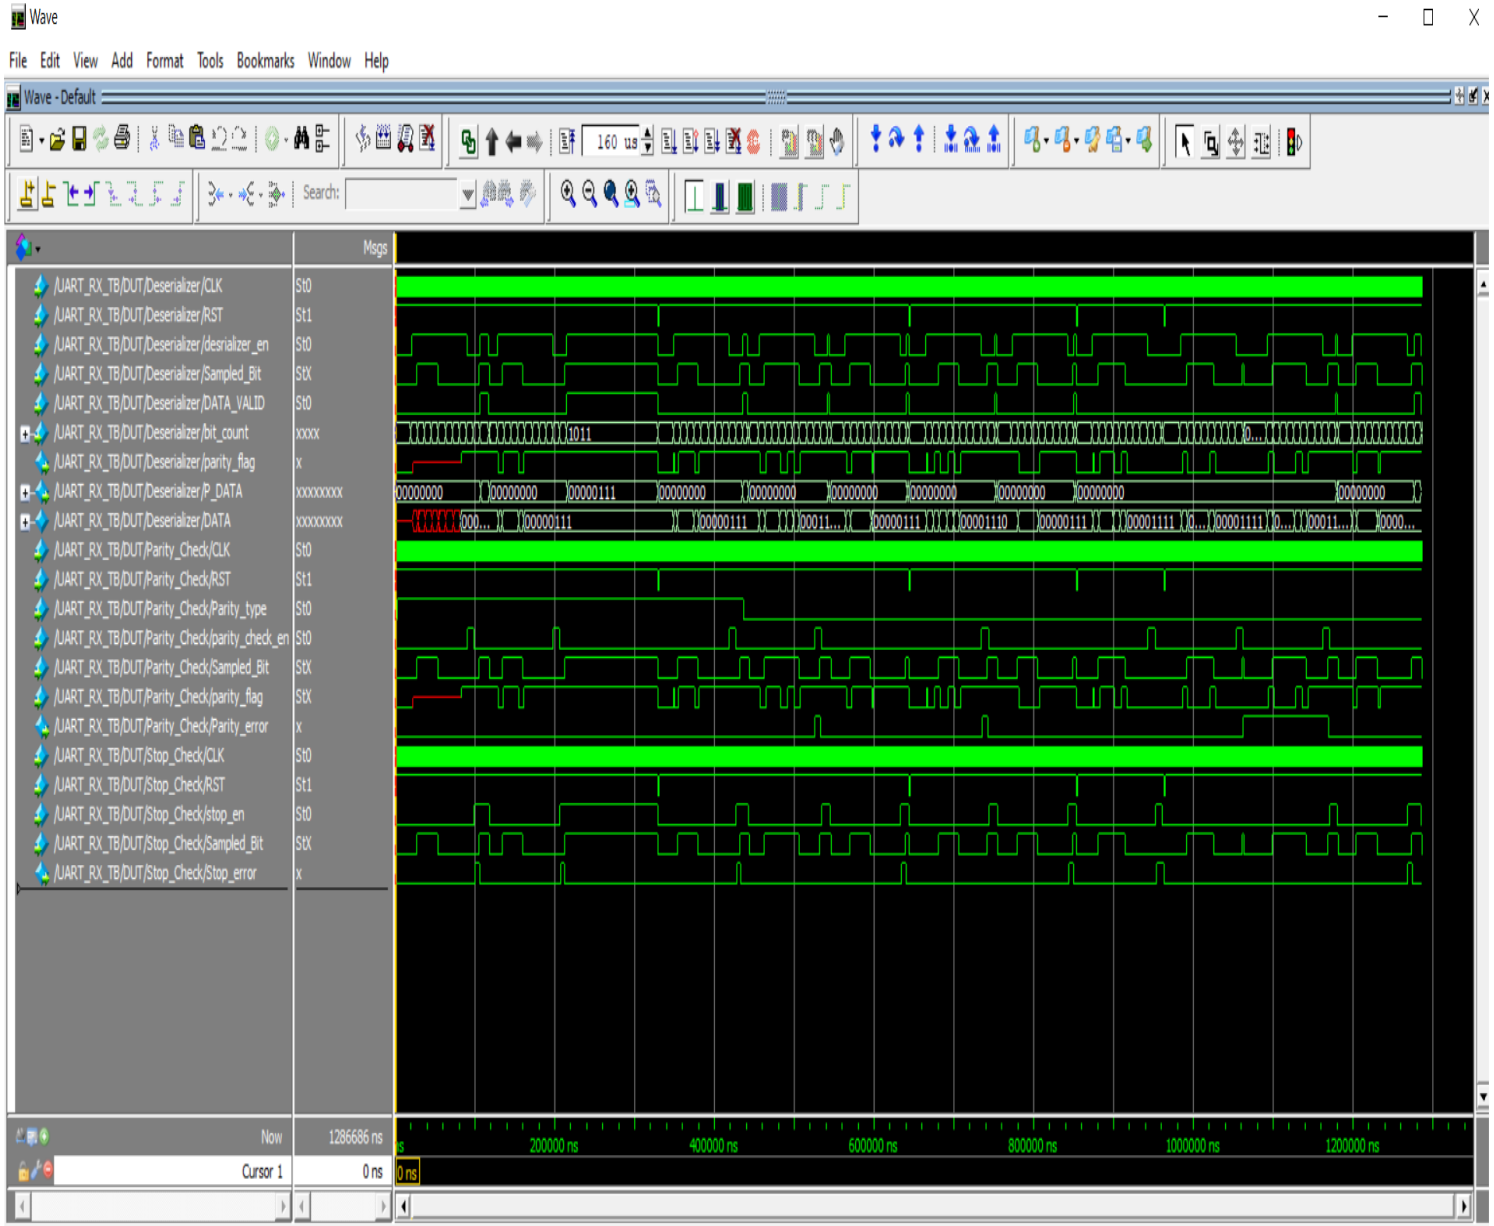 Wave
File Edit View Add Format Tools Bookmarks Window Help
Wave - Default
160 us
Search:
Msgs
/UART_RX_TB/DUT/Deserializer/CLK St0
/UART_RX_TB/DUT/Deserializer/RST St1
/UART_RX_TB/DUT/Deserializer/desrializer_en St0
/UART_RX_TB/DUT/Deserializer/Sampled_Bit StX
/UART_RX_TB/DUT/Deserializer/DATA_VALID St0
/UART_RX_TB/DUT/Deserializer/bit_count xxxx 1011 0...
/UART_RX_TB/DUT/Deserializer/parity_flag x
/UART_RX_TB/DUT/Deserializer/P_DATA xxxxxxxx 00000000 00000000 00000111 00000000 00000000 00000000 00000000 00000000 00000000 00000000
/UART_RX_TB/DUT/Deserializer/DATA xxxxxxxx 000... 00000111 00000111 00011... 00000111 00001110 00000111 00001111 0... 00001111 0... 00011... 0000...
/UART_RX_TB/DUT/Parity_Check/CLK St0
/UART_RX_TB/DUT/Parity_Check/RST St1
/UART_RX_TB/DUT/Parity_Check/Parity_type St0
/UART_RX_TB/DUT/Parity_Check/parity_check_en St0
/UART_RX_TB/DUT/Parity_Check/Sampled_Bit StX
/UART_RX_TB/DUT/Parity_Check/parity_flag StX
/UART_RX_TB/DUT/Parity_Check/Parity_error x
/UART_RX_TB/DUT/Stop_Check/CLK St0
/UART_RX_TB/DUT/Stop_Check/RST St1
/UART_RX_TB/DUT/Stop_Check/stop_en St0
/UART_RX_TB/DUT/Stop_Check/Sampled_Bit StX
/UART_RX_TB/DUT/Stop_Check/Stop_error x
Now 1286686 ns ns 200000 ns 400000 ns 600000 ns 800000 ns 1000000 ns 1200000 ns
Cursor 1 0 ns 0 ns